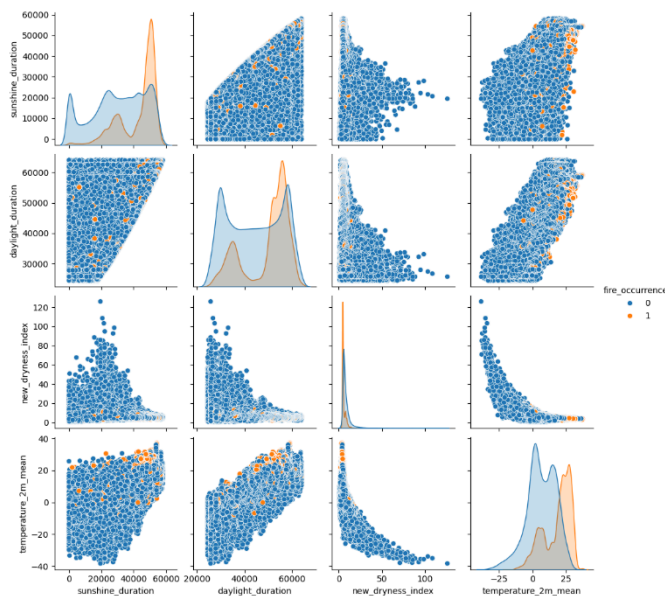 60000
50000
40000
30000
20000
10000
0
sunshine_duration
60000
50000
40000
30000
daylight_duration
fire_occurrence
0
1
120
100
80
60
40
20
0
new_dryness_index
40
20
0
−20
−40
temperature_2m_mean
0 20000 40000 60000
sunshine_duration
20000 40000 60000
daylight_duration
0 50 100
new_dryness_index
−25 0 25
temperature_2m_mean